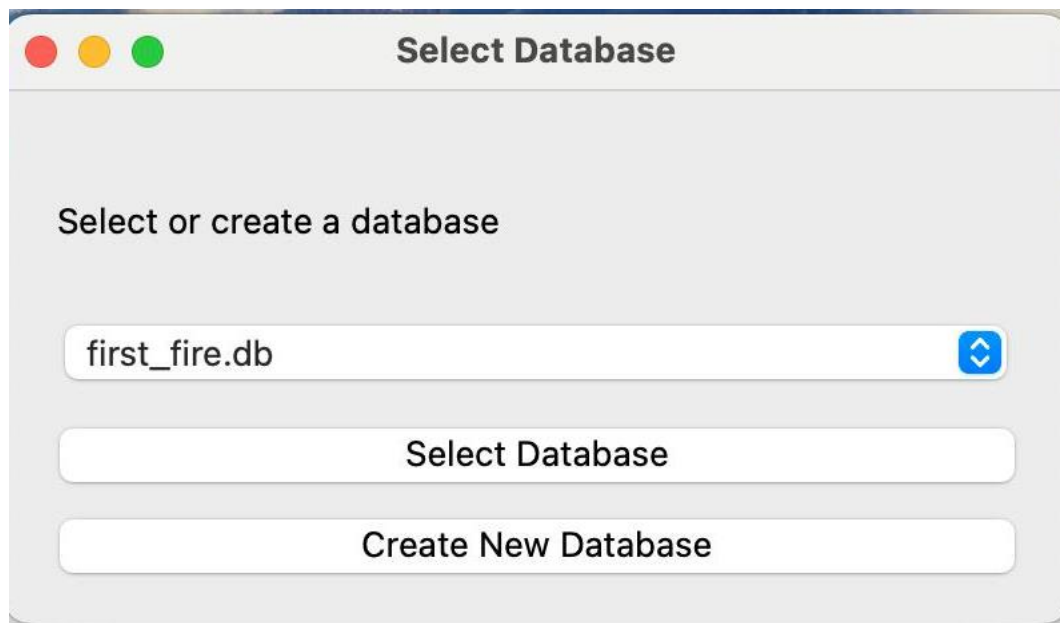 Select Database
Select or create a database
first_fire.db
Select Database
Create New Database